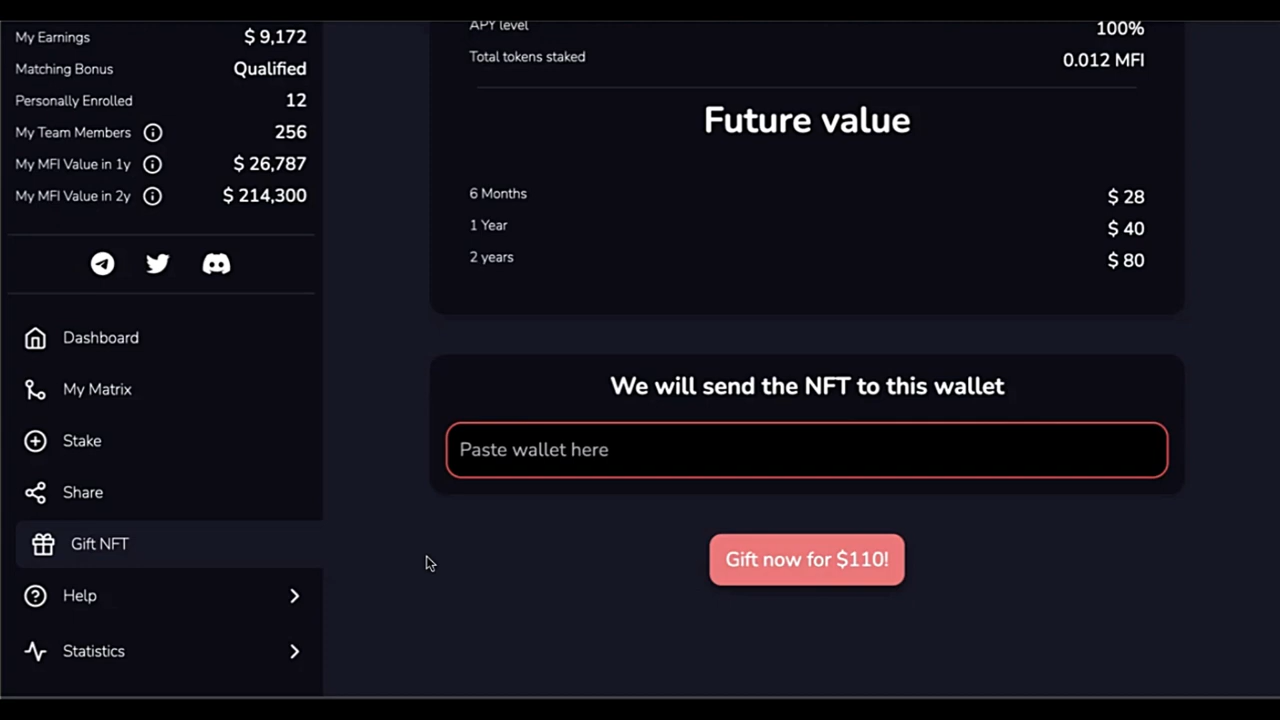 My Earnings $ 9,172
Matching Bonus Qualified
Personally Enrolled 12
My Team Members 256
My MFI Value in 1y $ 26,787
My MFI Value in 2y $ 214,300
Dashboard
My Matrix
Stake
Share
Gift NFT
Help
Statistics
APY level 100%
Total tokens staked 0.012 MFI
Future value
6 Months $ 28
1 Year $ 40
2 years $ 80
We will send the NFT to this wallet
Paste wallet here
Gift now for $110!